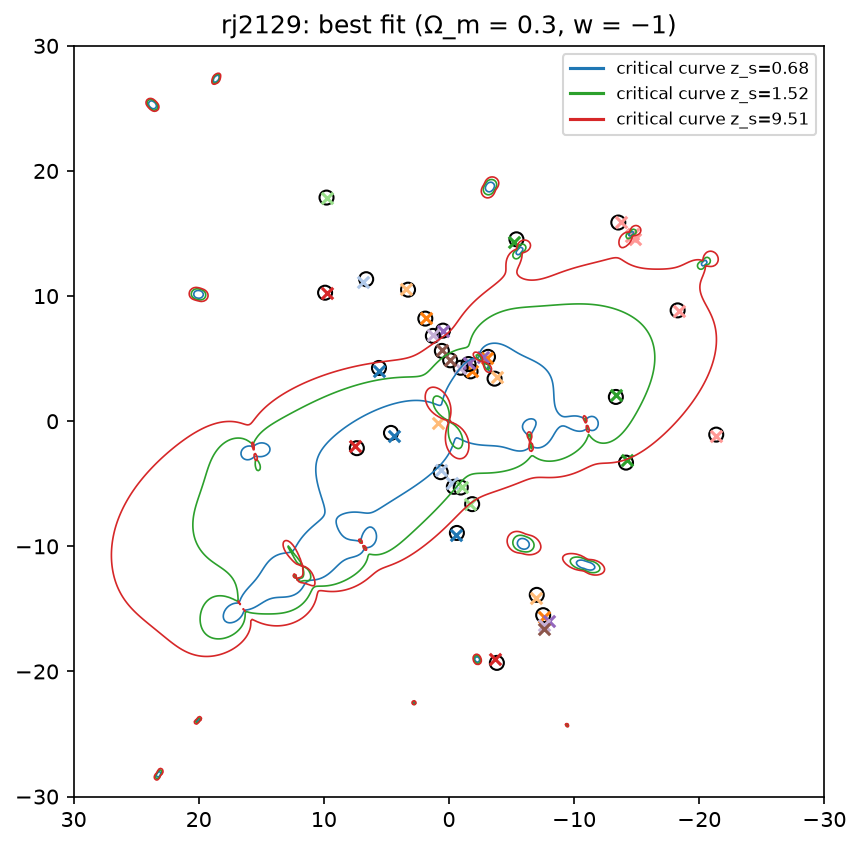 rj2129: best fit (Ω_m = 0.3, w = −1)
critical curve z_s=0.68
critical curve z_s=1.52
critical curve z_s=9.51
30
20
10
0
−10
−20
−30
30 20 10 0 −10 −20 −30